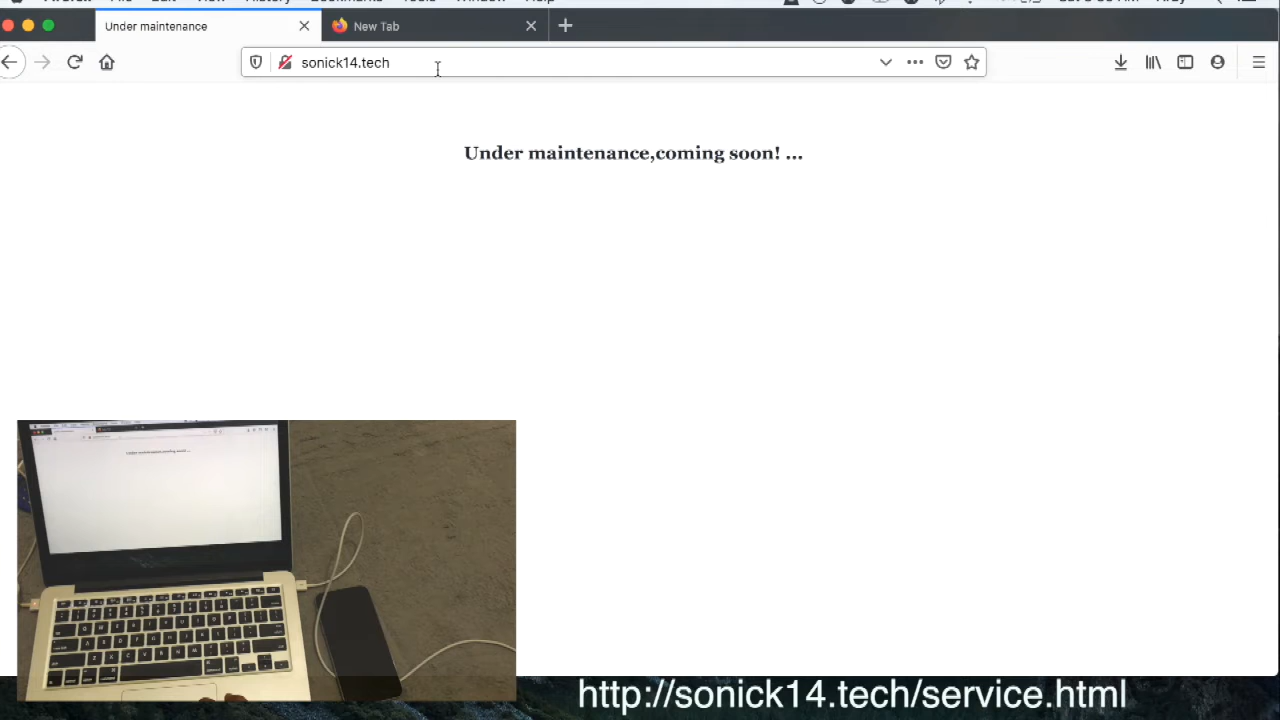 Under maintenance
New Tab
sonick14.tech
Under maintenance,coming soon! ...
http://sonick14.tech/service.html